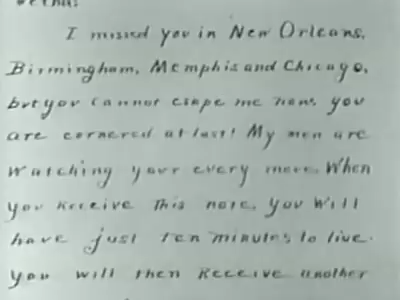 I missed you in New Orleans,
Birmingham, Memphis and Chicago,
but you cannot escape me now. you
are cornered at last! My men are
watching your every move. When
you receive this note, you will
have just ten minutes to live.
you will then receive another